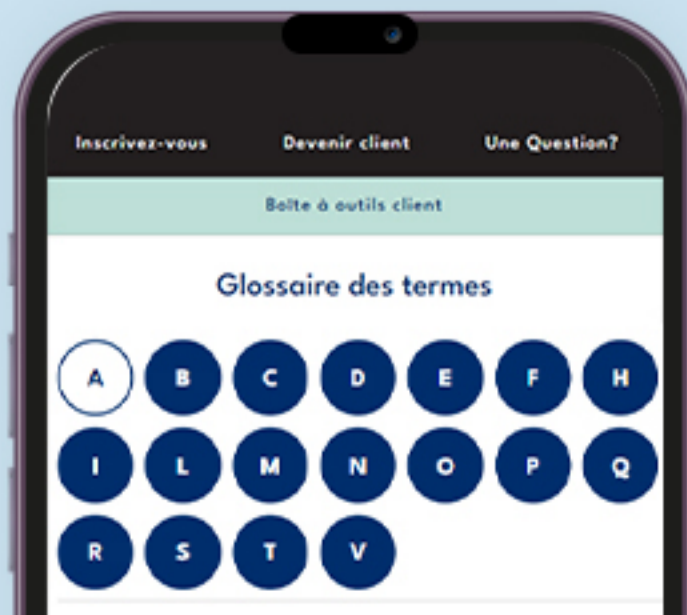 Inscrivez-vous Devenir client Une Question?
Boîte à outils client
Glossaire des termes
A B C D E F H
I L M N O P Q
R S T V